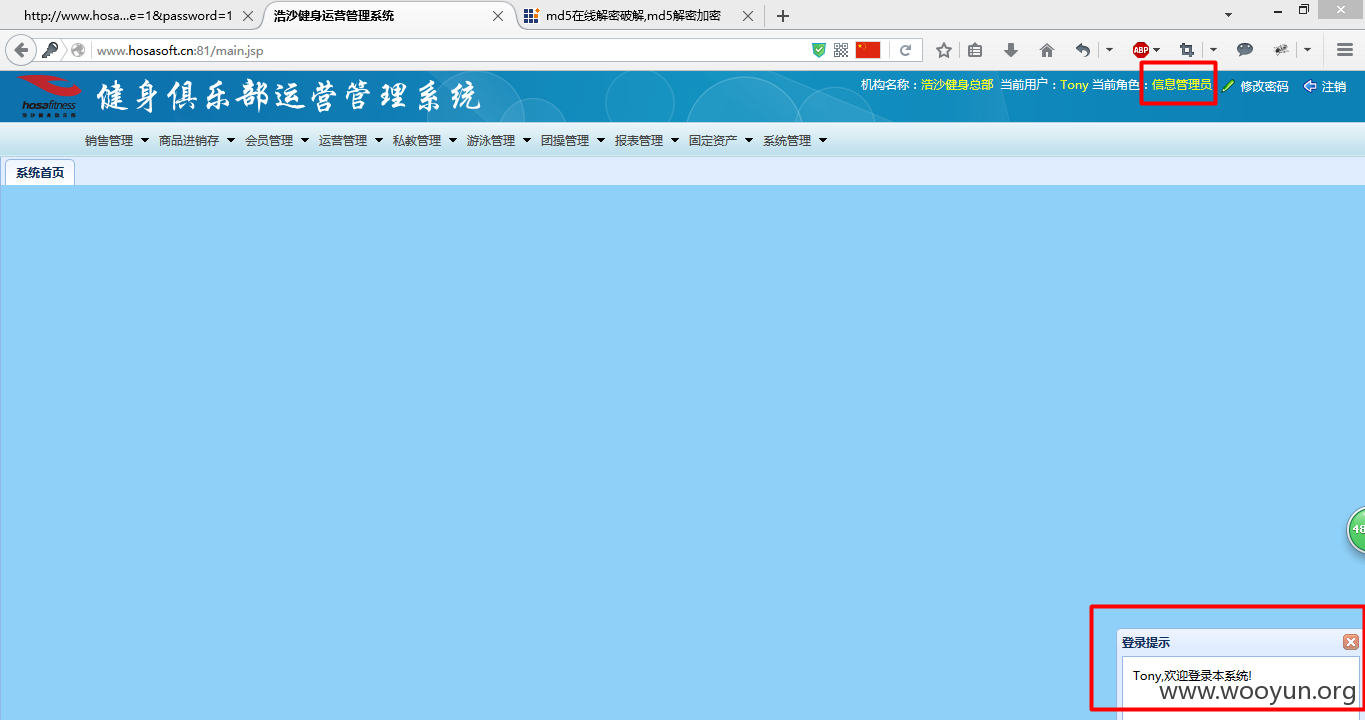 http://www.hosa...e=1&password=1
浩沙健身运营管理系统
md5在线解密破解,md5解密加密
www.hosasoft.cn:81/main.jsp
ABP
hosafitness
健身俱乐部运营管理系统
机构名称：浩沙健身总部 当前用户：Tony 当前角色：信息管理员 修改密码 注销
销售管理 商品进销存 会员管理 运营管理 私教管理 游泳管理 团操管理 报表管理 固定资产 系统管理
系统首页
48
登录提示
Tony,欢迎登录本系统!
www.wooyun.org